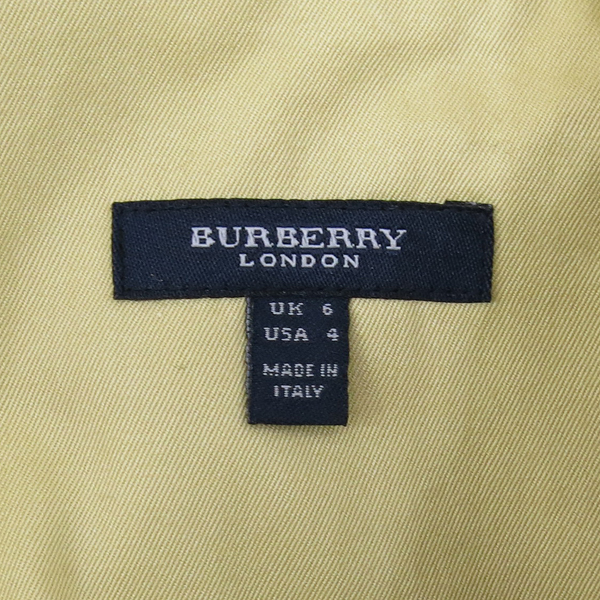 BURBERRY
LONDON
UK 6
USA 4
MADE IN
ITALY